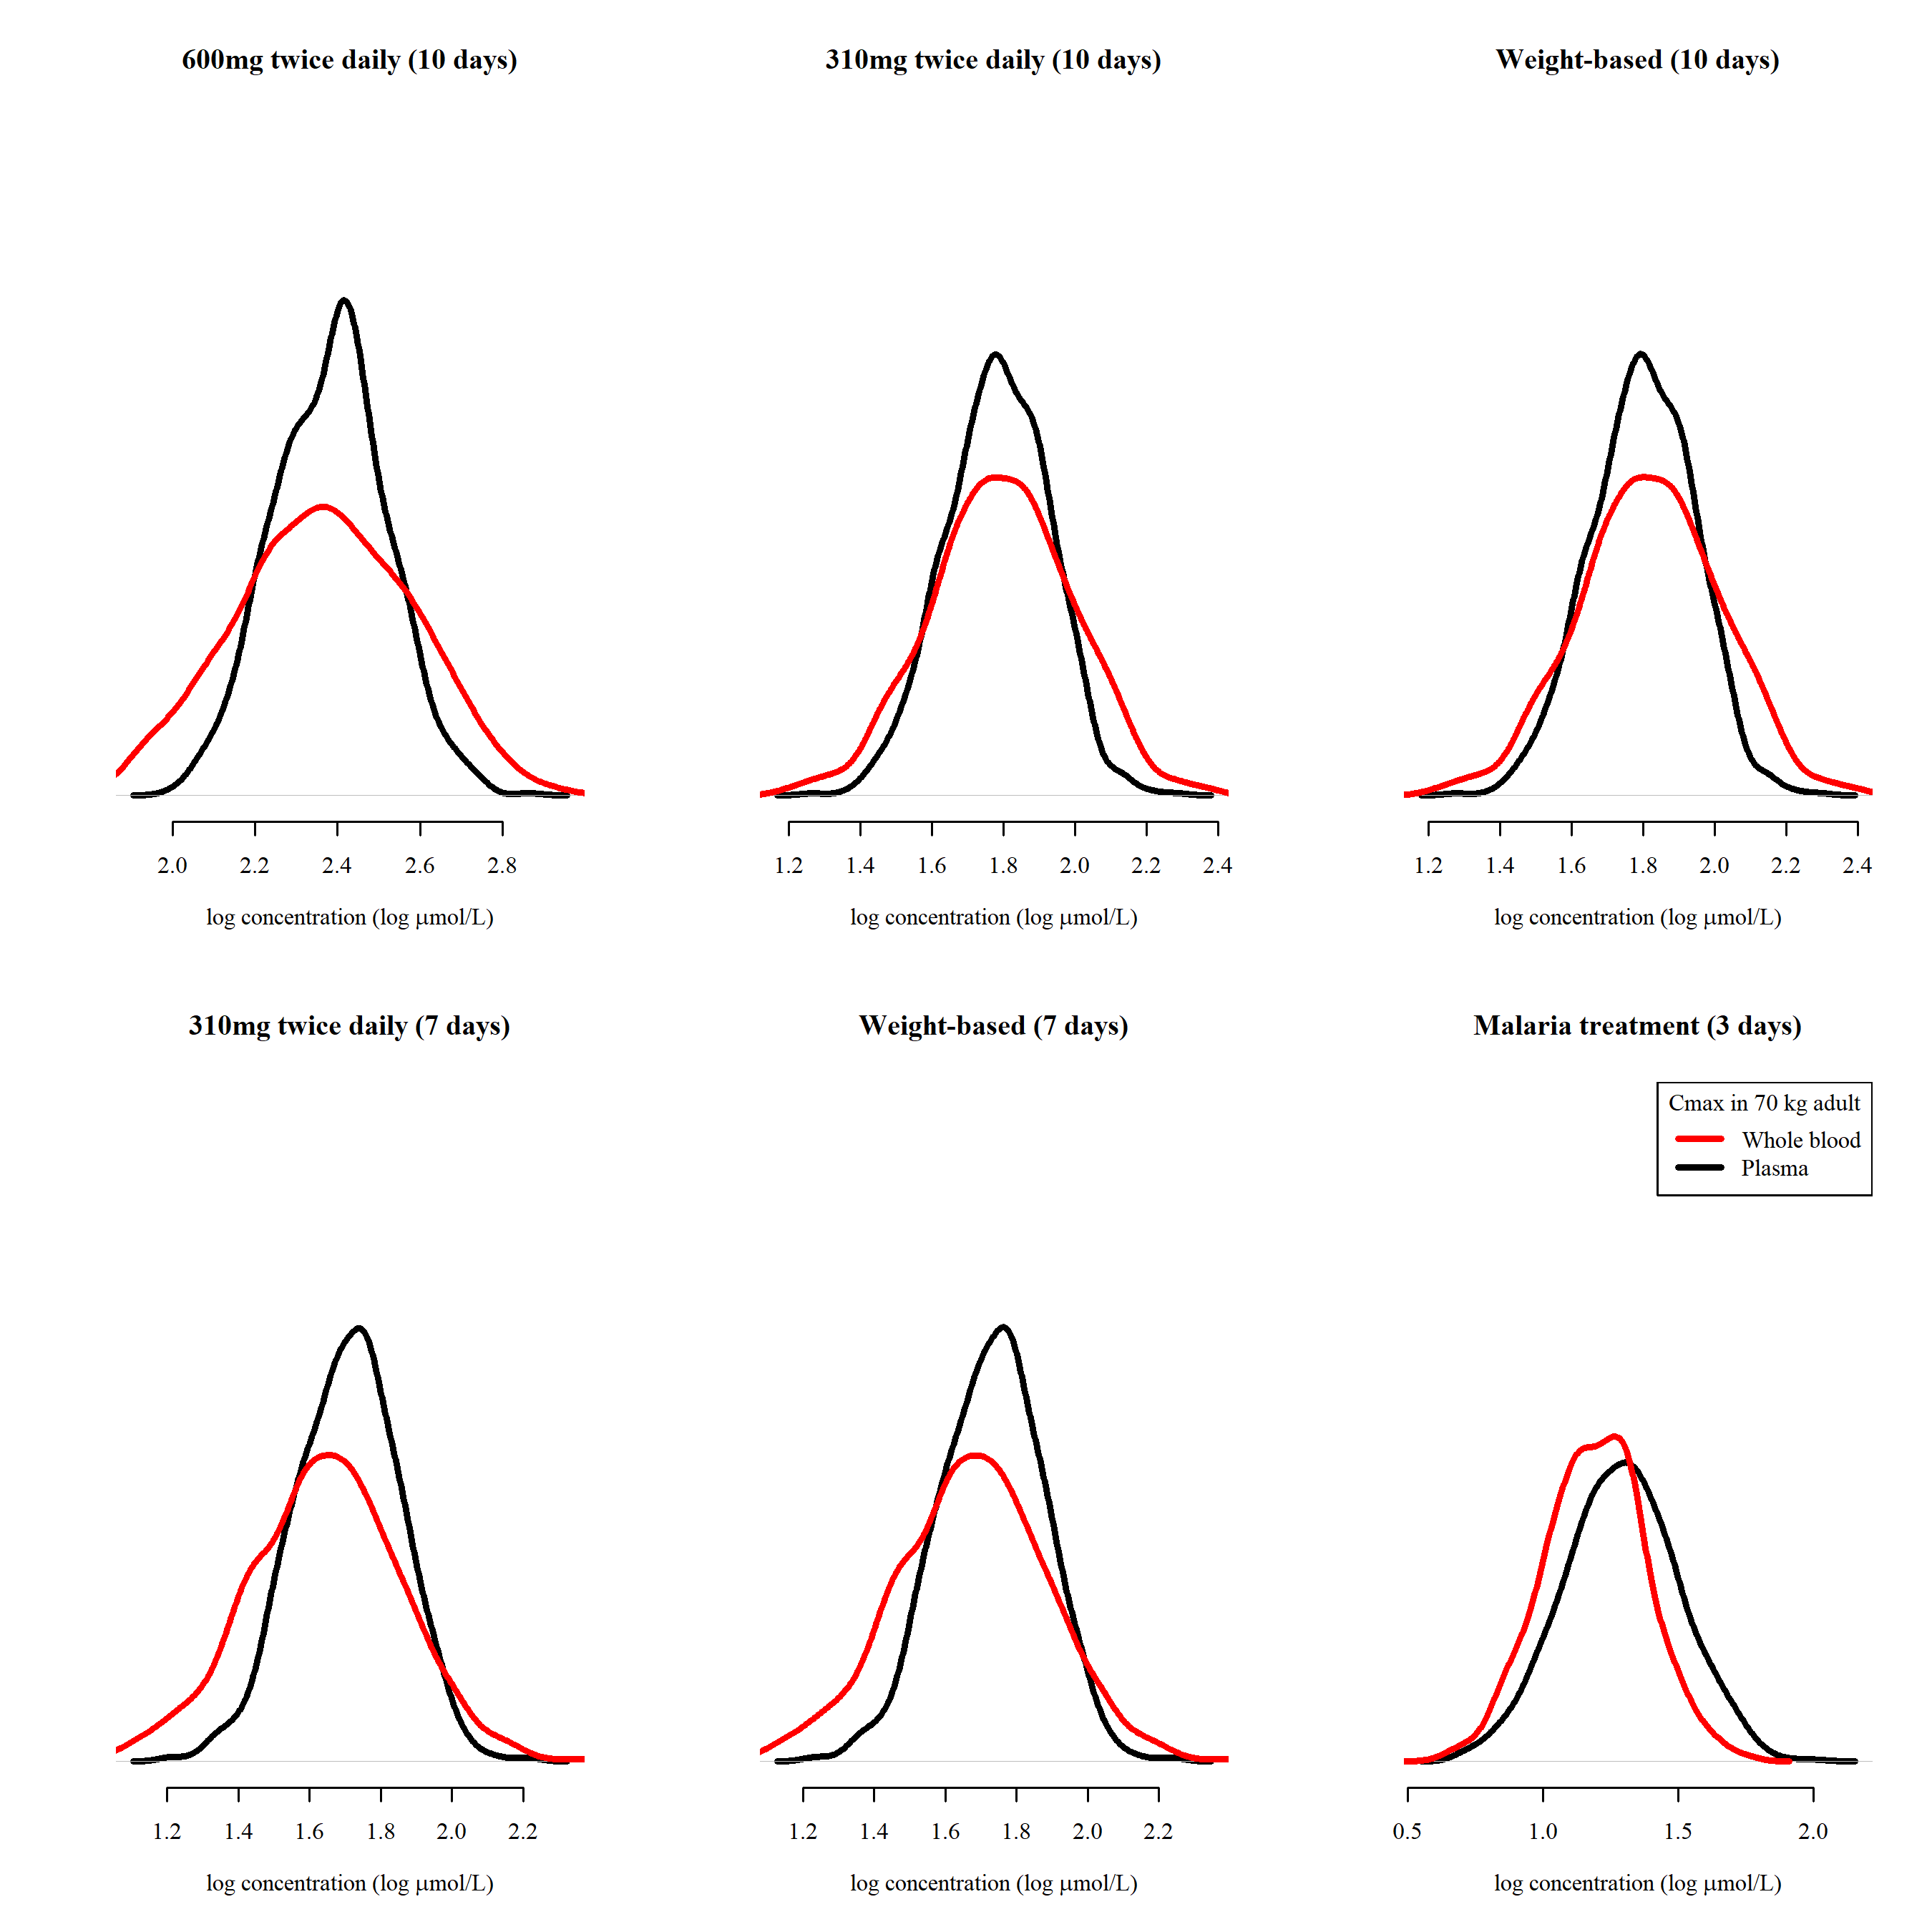 600mg twice daily (10 days)
310mg twice daily (10 days)
Weight-based (10 days)
2.0 2.2 2.4 2.6 2.8
log concentration (log μmol/L)
1.2 1.4 1.6 1.8 2.0 2.2 2.4
log concentration (log μmol/L)
1.2 1.4 1.6 1.8 2.0 2.2 2.4
log concentration (log μmol/L)
310mg twice daily (7 days)
Weight-based (7 days)
Malaria treatment (3 days)
Cmax in 70 kg adult
Whole blood
Plasma
1.2 1.4 1.6 1.8 2.0 2.2
log concentration (log μmol/L)
1.2 1.4 1.6 1.8 2.0 2.2
log concentration (log μmol/L)
0.5 1.0 1.5 2.0
log concentration (log μmol/L)